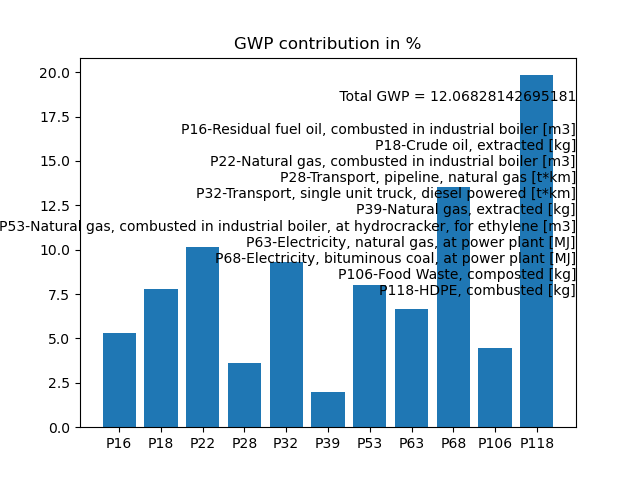 GWP contribution in %
20.0
17.5
15.0
12.5
10.0
7.5
5.0
2.5
0.0
Total GWP = 12.06828142695181
P16-Residual fuel oil, combusted in industrial boiler [m3]
P18-Crude oil, extracted [kg]
P22-Natural gas, combusted in industrial boiler [m3]
P28-Transport, pipeline, natural gas [t*km]
P32-Transport, single unit truck, diesel powered [t*km]
P39-Natural gas, extracted [kg]
P53-Natural gas, combusted in industrial boiler, at hydrocracker, for ethylene [m3]
P63-Electricity, natural gas, at power plant [MJ]
P68-Electricity, bituminous coal, at power plant [MJ]
P106-Food Waste, composted [kg]
P118-HDPE, combusted [kg]
P16 P18 P22 P28 P32 P39 P53 P63 P68 P106 P118